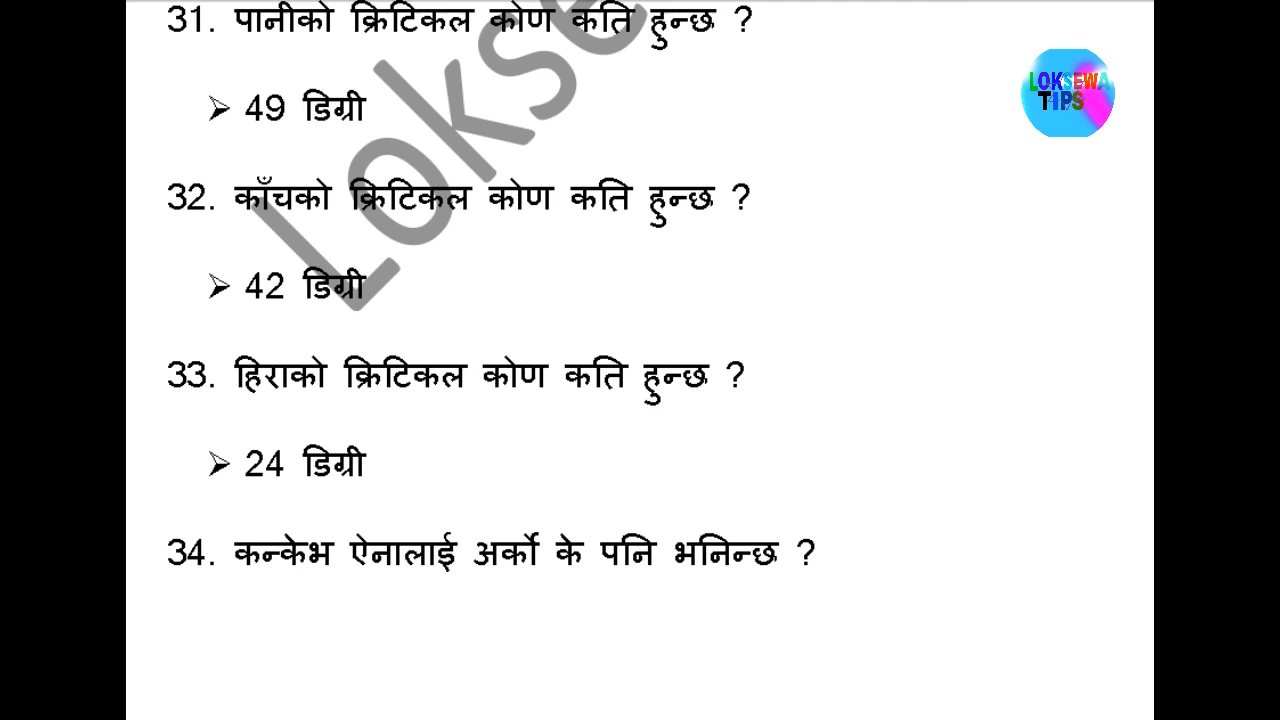 31. पानीको क्रिटिकल कोण कति हुन्छ ?
➢ 49 डिग्री
32. काँचको क्रिटिकल कोण कति हुन्छ ?
➢ 42 डिग्री
33. हिराको क्रिटिकल कोण कति हुन्छ ?
➢ 24 डिग्री
34. कन्केभ ऐनालाई अर्को के पनि भनिन्छ ?
LOKSEWA
TIPS
Lokse